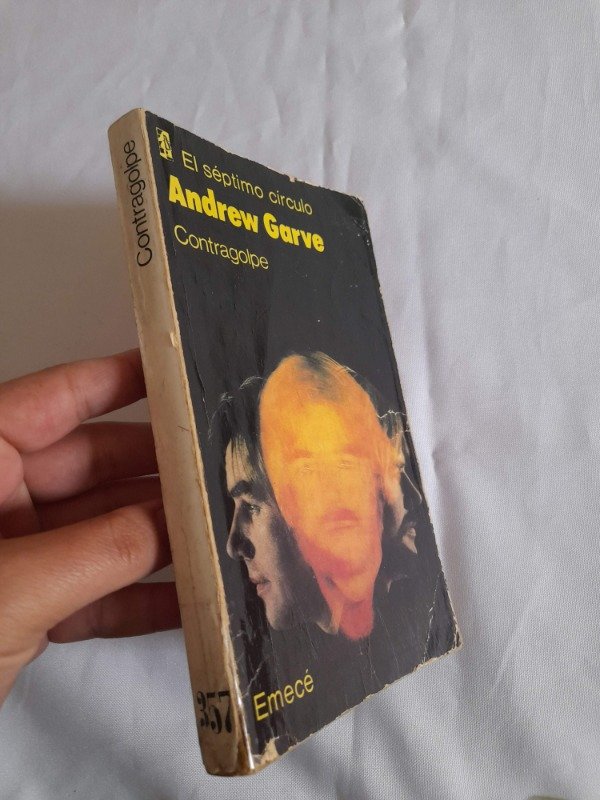 Contragolpe
El séptimo círculo
Andrew Garve
Contragolpe
357
Emecé